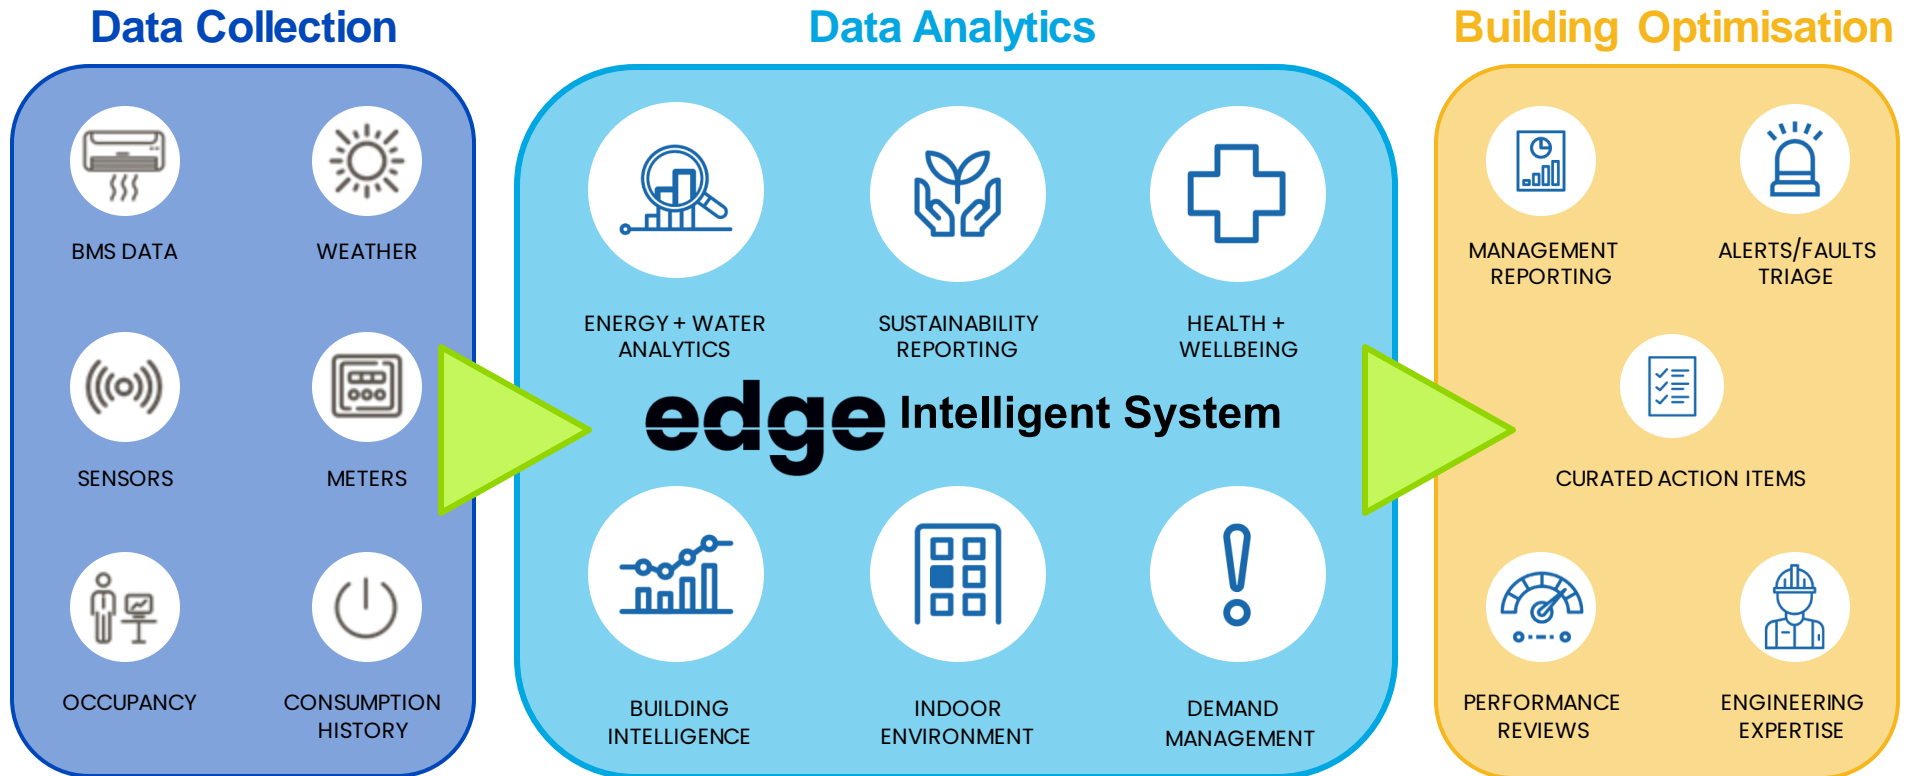 Data Collection
BMS DATA
WEATHER
SENSORS
METERS
OCCUPANCY
CONSUMPTION
HISTORY
Data Analytics
ENERGY + WATER
ANALYTICS
SUSTAINABILITY
REPORTING
HEALTH +
WELLBEING
edge Intelligent System
BUILDING
INTELLIGENCE
INDOOR
ENVIRONMENT
DEMAND
MANAGEMENT
Building Optimisation
MANAGEMENT
REPORTING
ALERTS/FAULTS
TRIAGE
CURATED ACTION ITEMS
PERFORMANCE
REVIEWS
ENGINEERING
EXPERTISE